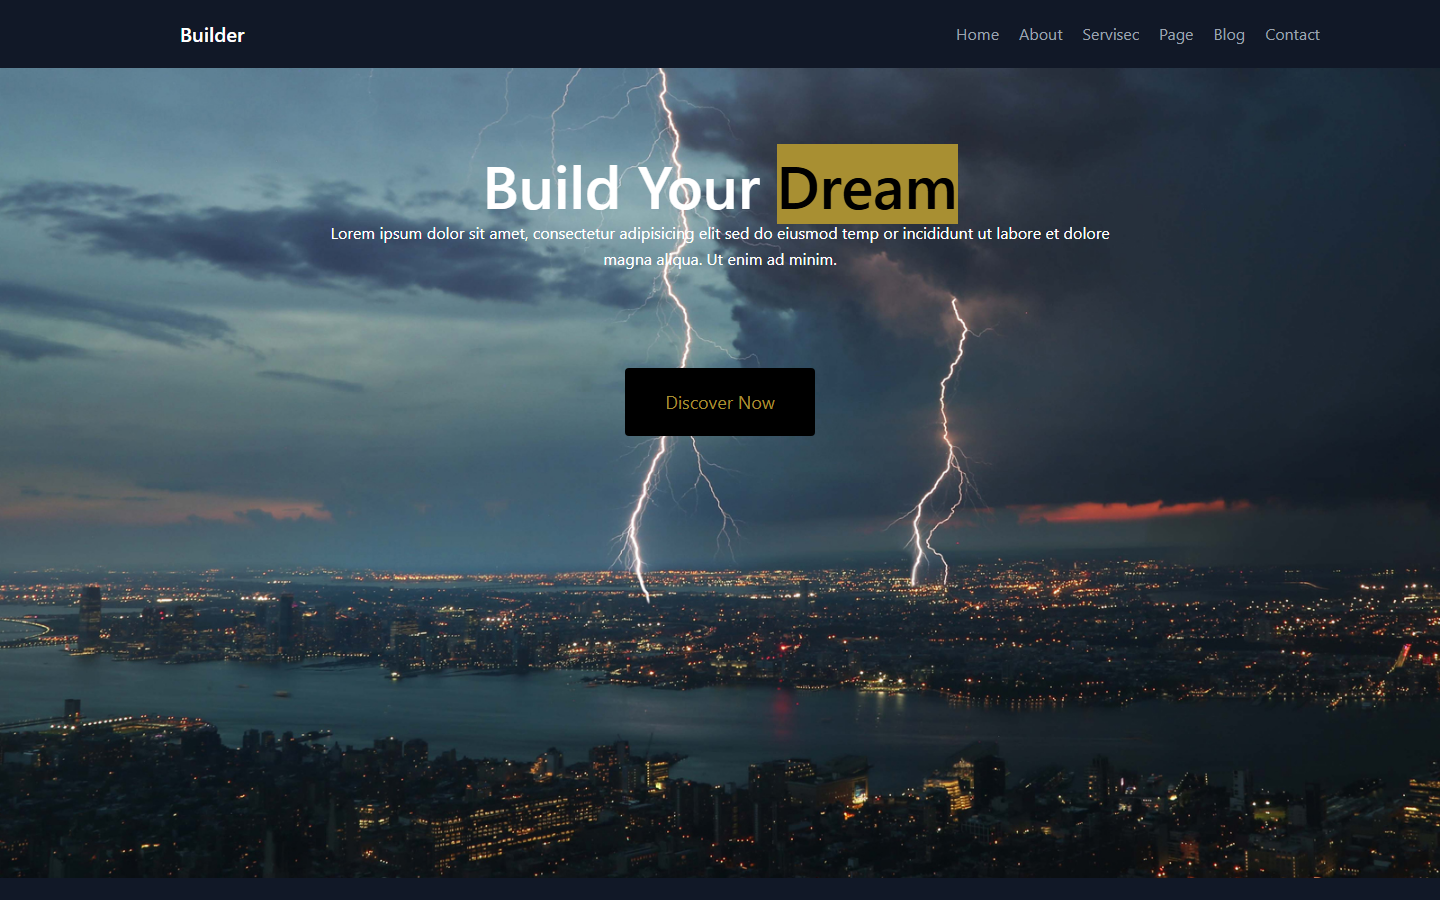 Builder
Home About Servisec Page Blog Contact
Build Your Dream
Lorem ipsum dolor sit amet, consectetur adipisicing elit sed do eiusmod temp or incididunt ut labore et dolore
magna aliqua. Ut enim ad minim.
Discover Now